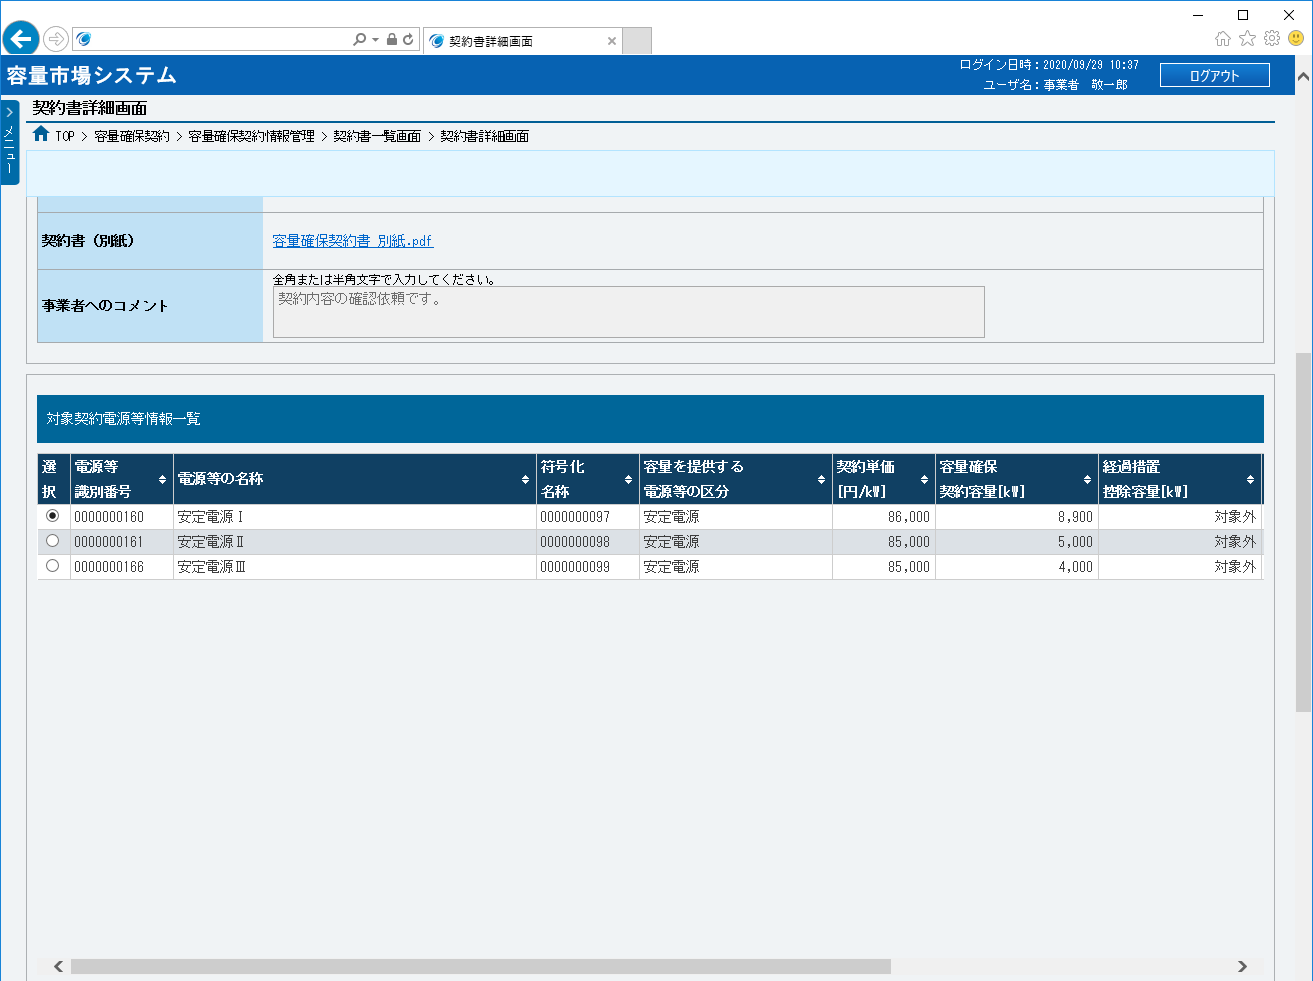 契約書詳細画面
容量市場システム
ログイン日時：2020/09/29 10:37
ユーザ名：事業者　敬一郎
ログアウト
メニュー
契約書詳細画面
TOP > 容量確保契約 > 容量確保契約情報管理 > 契約書一覧画面 > 契約書詳細画面
契約書（別紙）
容量確保契約書_別紙.pdf
事業者へのコメント
全角または半角文字で入力してください。
契約内容の確認依頼です。
対象契約電源等情報一覧
選択 電源等識別番号 電源等の名称 符号化名称 容量を提供する電源等の区分 契約単価[円/kW] 容量確保契約容量[kW] 経過措置控除容量[kW]
0000000160 安定電源Ⅰ 0000000097 安定電源 86,000 8,900 対象外
0000000161 安定電源Ⅱ 0000000098 安定電源 85,000 5,000 対象外
0000000166 安定電源Ⅲ 0000000099 安定電源 85,000 4,000 対象外